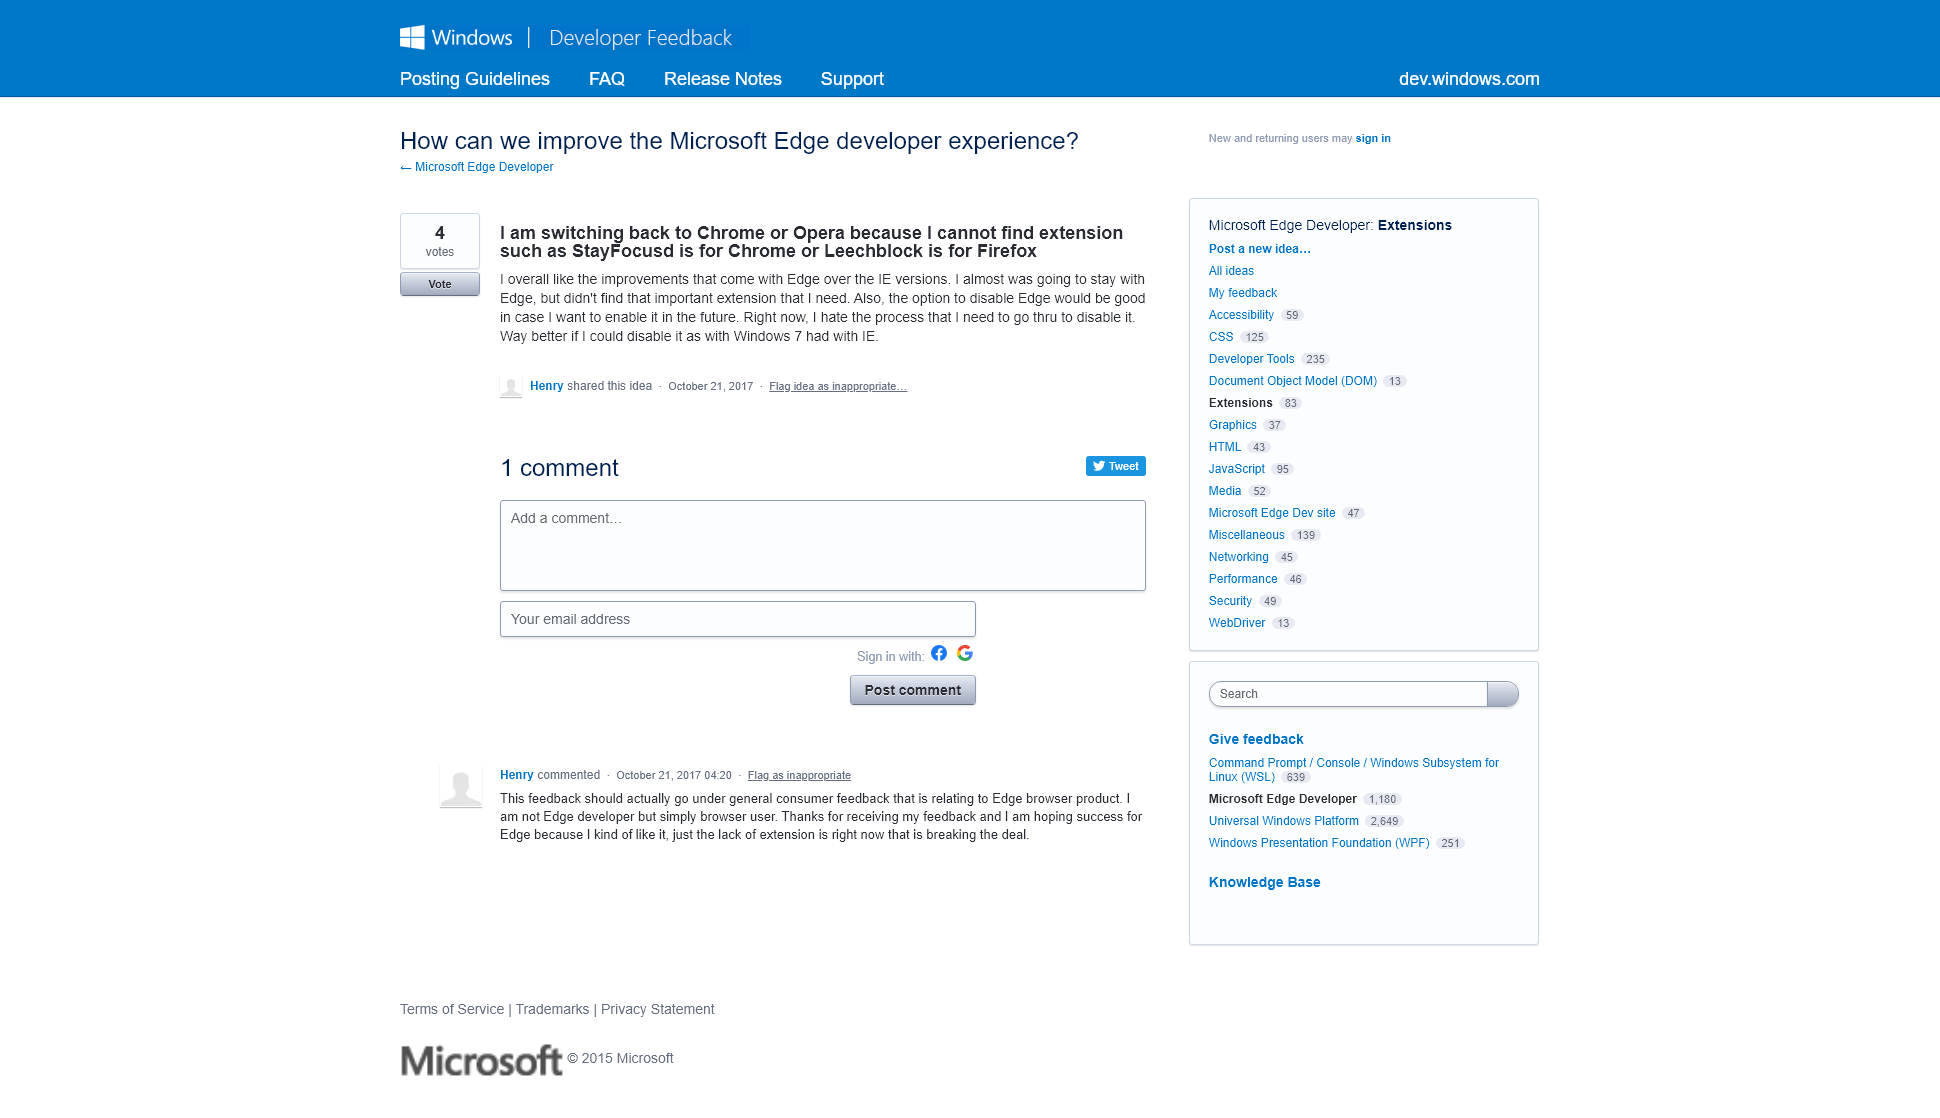 Windows | Developer Feedback
Posting Guidelines FAQ Release Notes Support dev.windows.com
How can we improve the Microsoft Edge developer experience?
← Microsoft Edge Developer
New and returning users may sign in
4
votes
Vote
I am switching back to Chrome or Opera because I cannot find extension
such as StayFocusd is for Chrome or Leechblock is for Firefox
I overall like the improvements that come with Edge over the IE versions. I almost was going to stay with
Edge, but didn't find that important extension that I need. Also, the option to disable Edge would be good
in case I want to enable it in the future. Right now, I hate the process that I need to go thru to disable it.
Way better if I could disable it as with Windows 7 had with IE.
Henry shared this idea · October 21, 2017 · Flag idea as inappropriate…
1 comment
Tweet
Add a comment…
Your email address
Sign in with:
Post comment
Henry commented · October 21, 2017 04:20 · Flag as inappropriate
This feedback should actually go under general consumer feedback that is relating to Edge browser product. I
am not Edge developer but simply browser user. Thanks for receiving my feedback and I am hoping success for
Edge because I kind of like it, just the lack of extension is right now that is breaking the deal.
Microsoft Edge Developer: Extensions
Post a new idea…
All ideas
My feedback
Accessibility 59
CSS 125
Developer Tools 235
Document Object Model (DOM) 13
Extensions 83
Graphics 37
HTML 43
JavaScript 95
Media 52
Microsoft Edge Dev site 47
Miscellaneous 139
Networking 45
Performance 46
Security 49
WebDriver 13
Search
Give feedback
Command Prompt / Console / Windows Subsystem for
Linux (WSL) 639
Microsoft Edge Developer 1,180
Universal Windows Platform 2,649
Windows Presentation Foundation (WPF) 251
Knowledge Base
Terms of Service | Trademarks | Privacy Statement
Microsoft © 2015 Microsoft